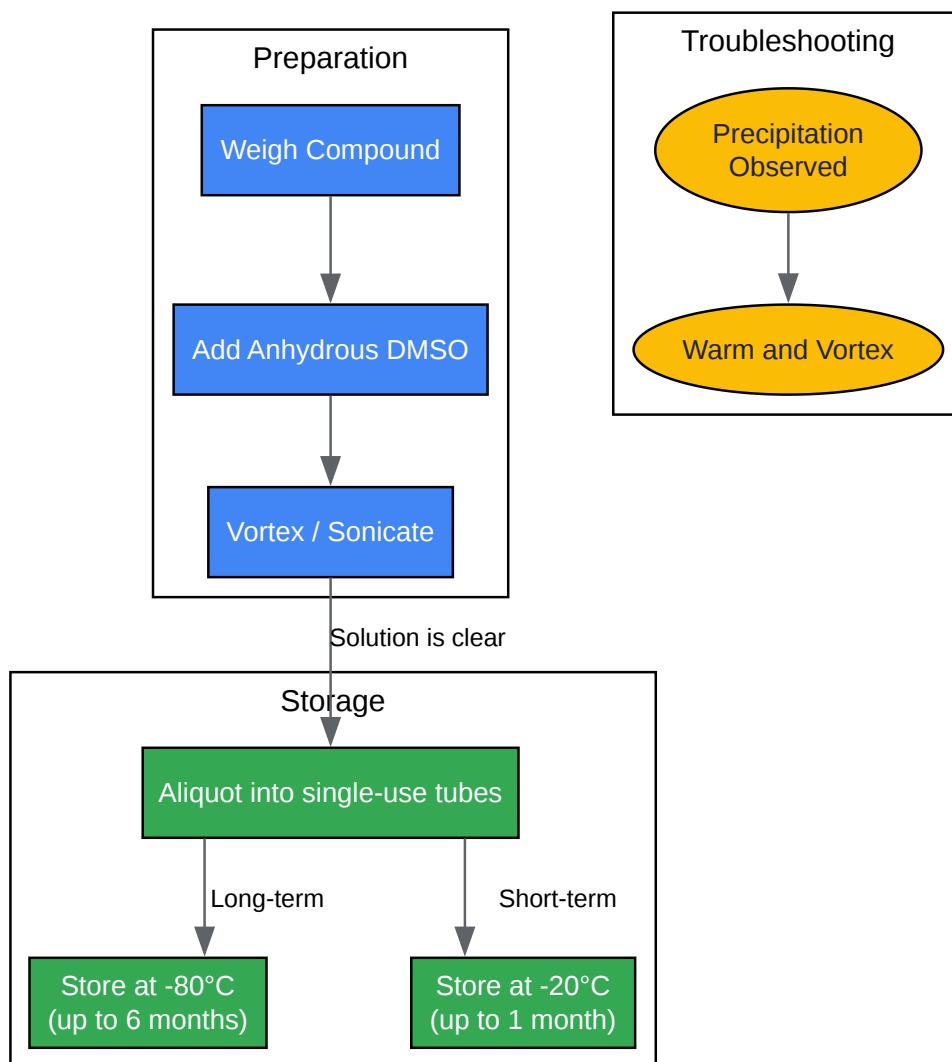 Preparation
Weigh Compound
Add Anhydrous DMSO
Vortex / Sonicate
Solution is clear
Storage
Aliquot into single-use tubes
Long-term
Short-term
Store at -80°C
(up to 6 months)
Store at -20°C
(up to 1 month)
Troubleshooting
Precipitation
Observed
Warm and Vortex